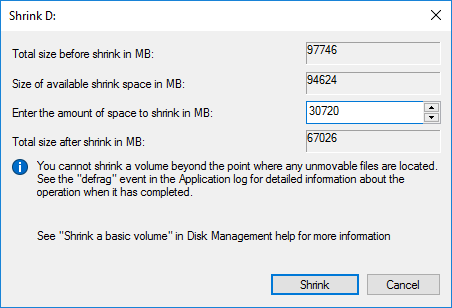 Shrink D:
Total size before shrink in MB: 97746
Size of available shrink space in MB: 94624
Enter the amount of space to shrink in MB: 30720
Total size after shrink in MB: 67026
You cannot shrink a volume beyond the point where any unmovable files are located.
See the "defrag" event in the Application log for detailed information about the
operation when it has completed.
See "Shrink a basic volume" in Disk Management help for more information
Shrink Cancel